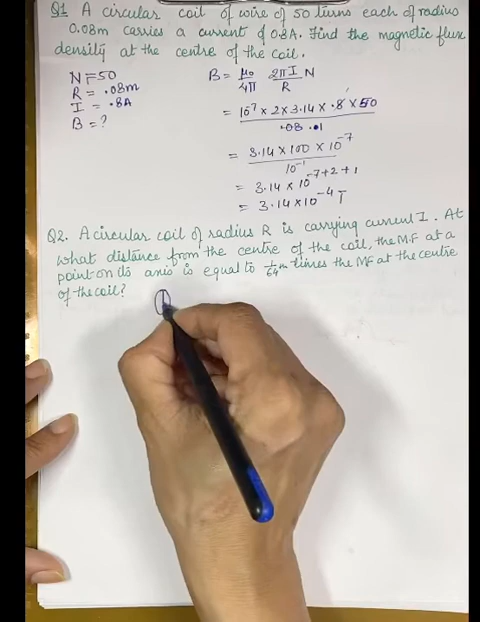 Q1 A circular coil of wire of 50 turns each of radius
0.08m carries a current of 0.8A. Find the magnetic flux
density at the centre of the coil.
N=50
R = .08m
I = .8A
B = ?
B = μ0/4π 2πI/R N
= 10^-7 × 2 × 3.14 × .8 × 50 / .08 .01
= 3.14 × 100 × 10^-7 / 10^-1
= 3.14 × 10^-7+2+1
= 3.14 × 10^-4 T
Q2. A circular coil of radius R is carrying current I. At
what distance from the centre of the coil, the M.F at a
point on its axis is equal to 1/64 times the MF at the centre
of the coil?